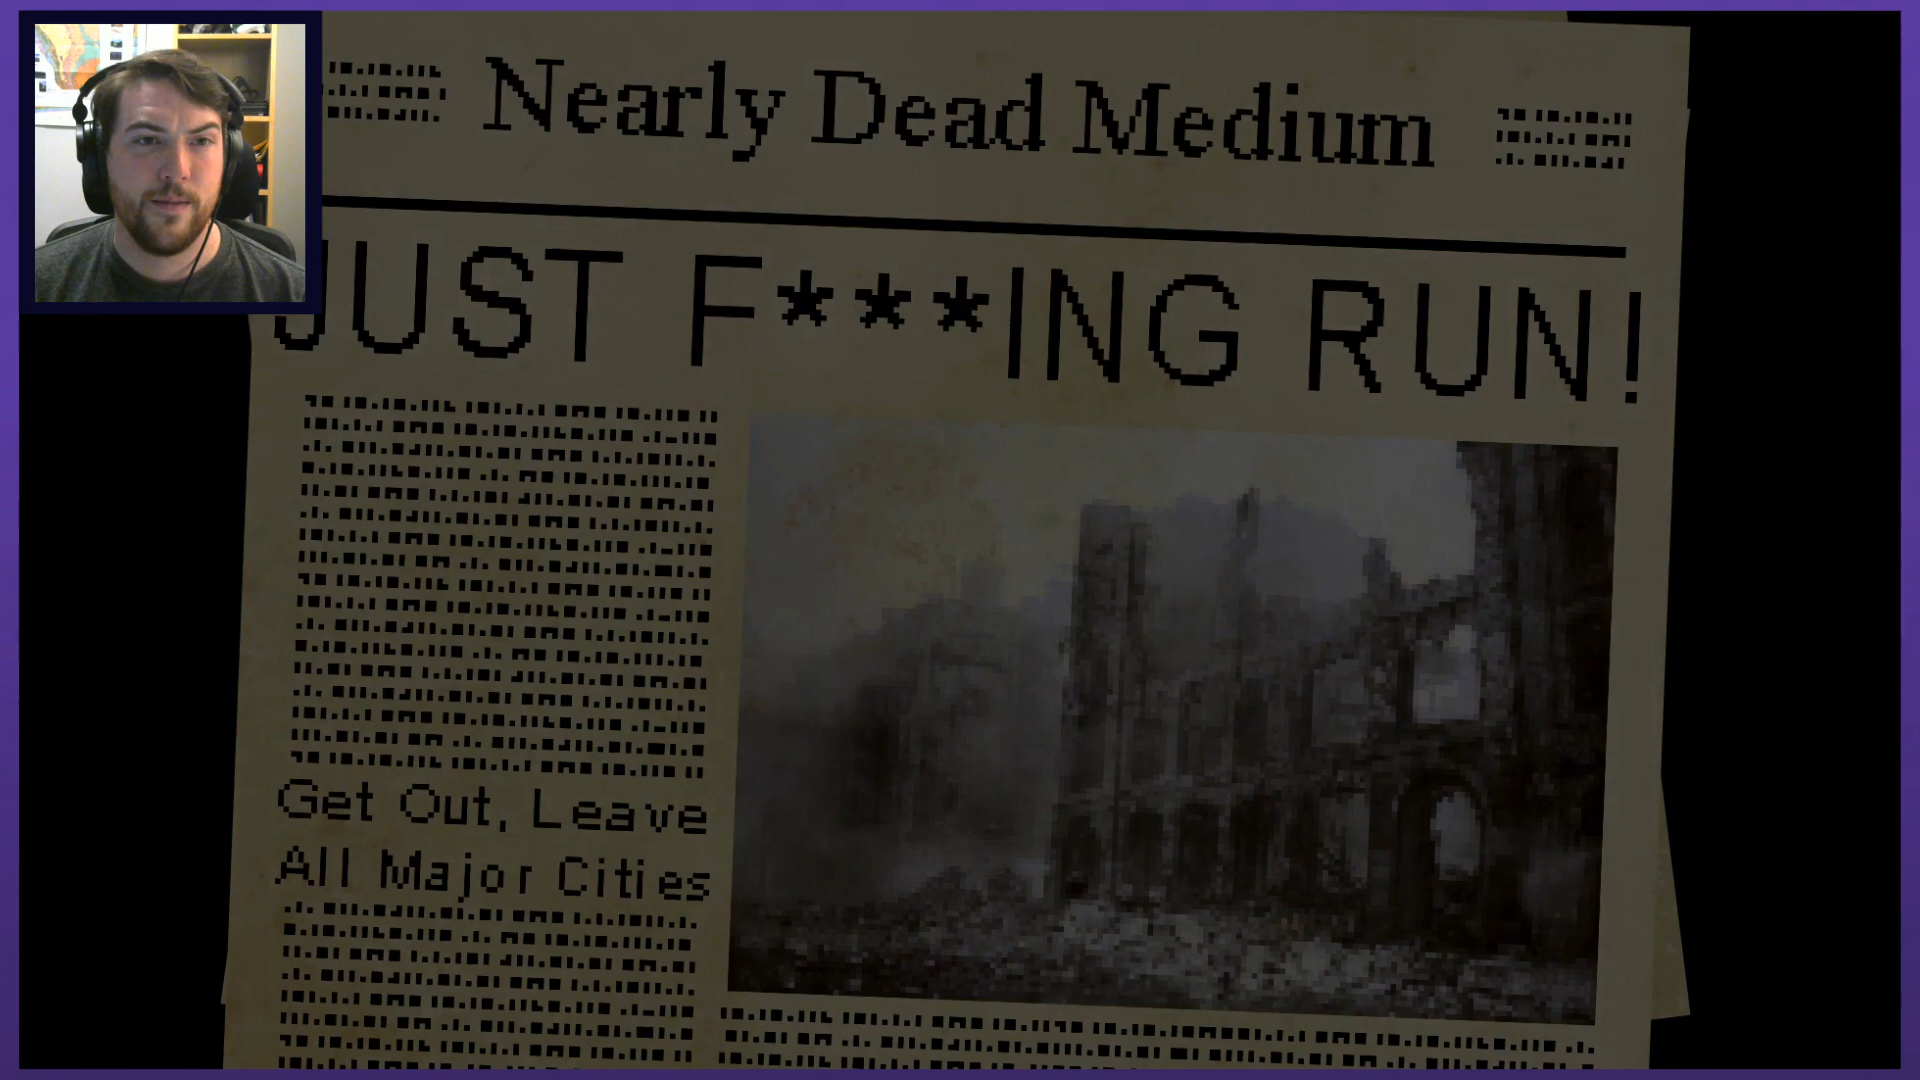 Nearly Dead Medium
JUST F***ING RUN!
Get Out, Leave
All Major Cities